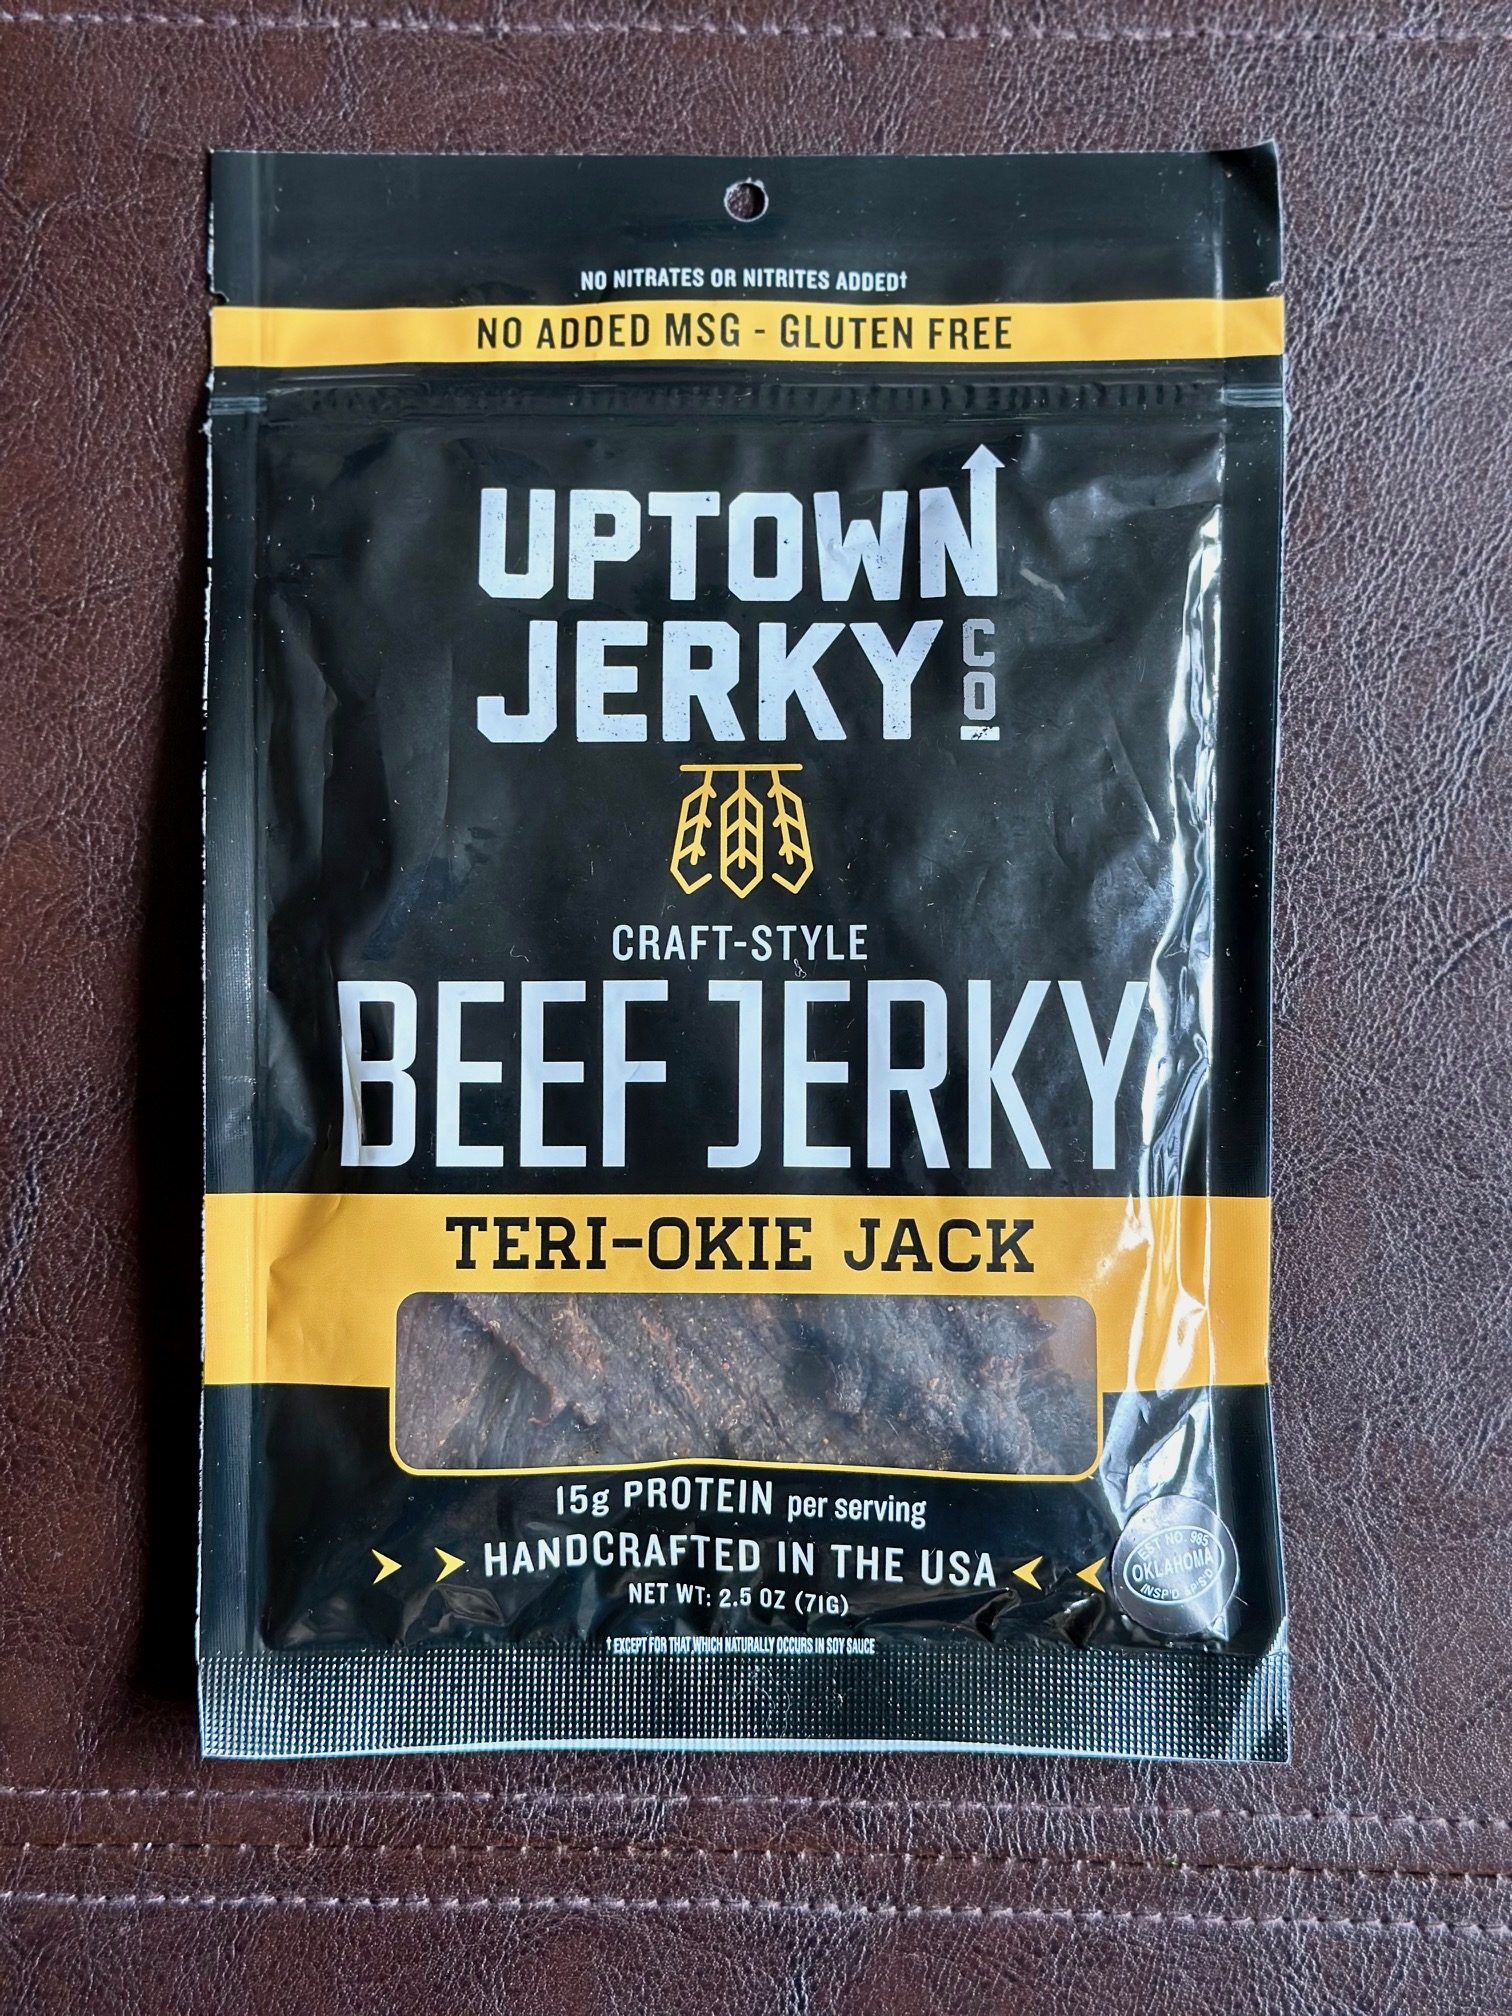 NO NITRATES OR NITRITES ADDED†
NO ADDED MSG - GLUTEN FREE
UPTOWN
JERKY CO
CRAFT-STYLE
BEEF JERKY
TERI-OKIE JACK
15g PROTEIN per serving
HANDCRAFTED IN THE USA
NET WT: 2.5 OZ (71G)
EST NO. 985
OKLAHOMA
INSP'D & P'S'D
† EXCEPT FOR THAT WHICH NATURALLY OCCURS IN SOY SAUCE